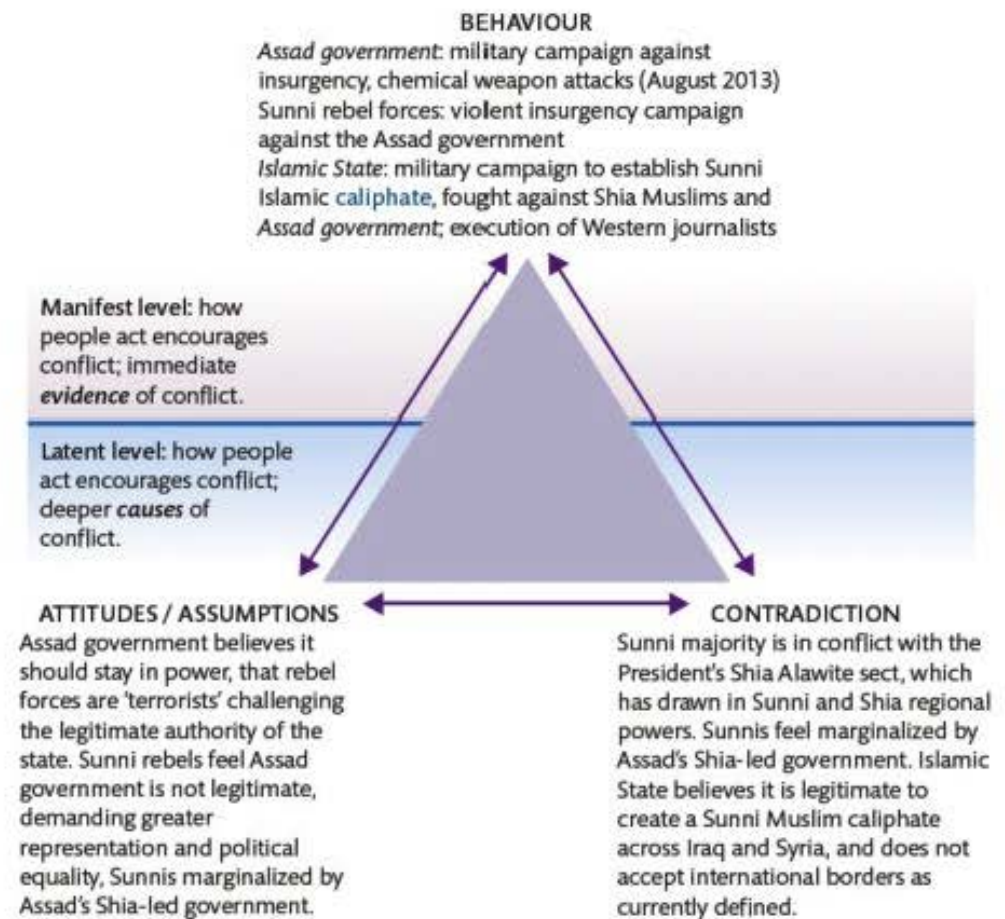 BEHAVIOUR
Assad government: military campaign against
insurgency, chemical weapon attacks (August 2013)
Sunni rebel forces: violent insurgency campaign
against the Assad government
Islamic State: military campaign to establish Sunni
Islamic caliphate, fought against Shia Muslims and
Assad government; execution of Western journalists
Manifest level: how
people act encourages
conflict; immediate
evidence of conflict.
Latent level: how people
act encourages conflict;
deeper causes of
conflict.
ATTITUDES / ASSUMPTIONS
Assad government believes it
should stay in power, that rebel
forces are 'terrorists' challenging
the legitimate authority of the
state. Sunni rebels feel Assad
government is not legitimate,
demanding greater
representation and political
equality, Sunnis marginalized by
Assad's Shia-led government.
CONTRADICTION
Sunni majority is in conflict with the
President's Shia Alawite sect, which
has drawn in Sunni and Shia regional
powers. Sunnis feel marginalized by
Assad's Shia-led government. Islamic
State believes it is legitimate to
create a Sunni Muslim caliphate
across Iraq and Syria, and does not
accept international borders as
currently defined.